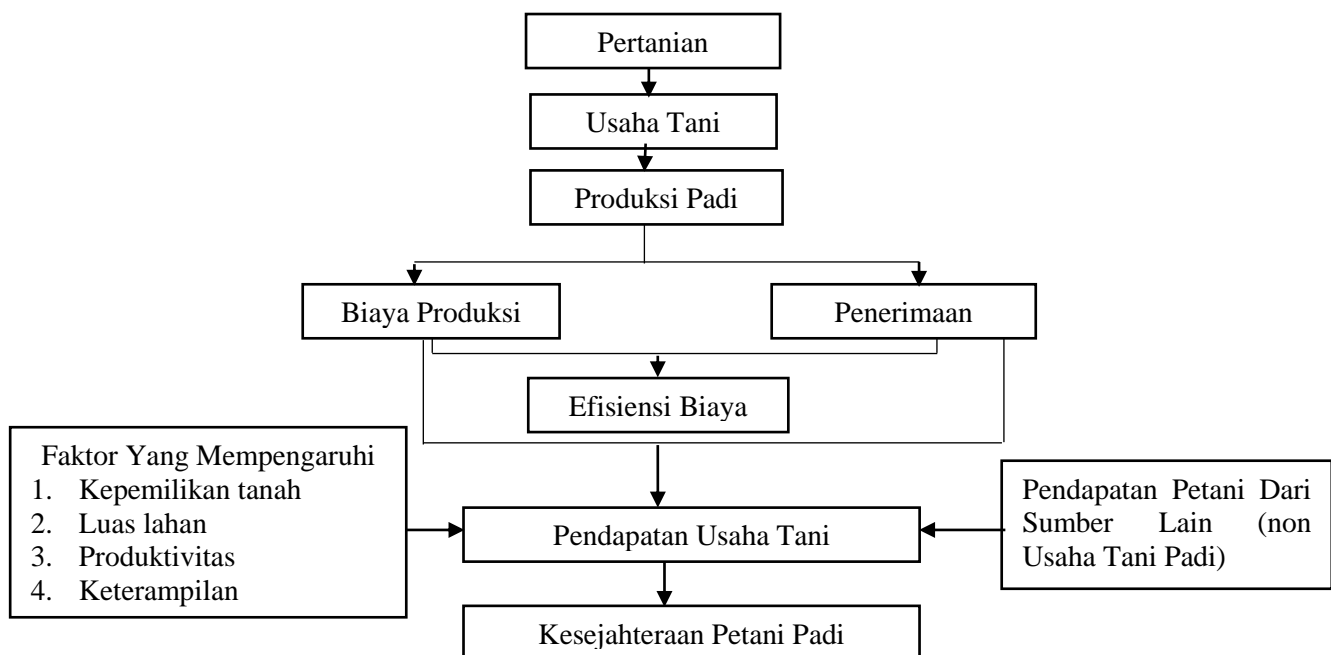 Pertanian
Usaha Tani
Produksi Padi
Biaya Produksi
Penerimaan
Efisiensi Biaya
Faktor Yang Mempengaruhi
1. Kepemilikan tanah
2. Luas lahan
3. Produktivitas
4. Keterampilan
Pendapatan Usaha Tani
Pendapatan Petani Dari
Sumber Lain (non
Usaha Tani Padi)
Kesejahteraan Petani Padi